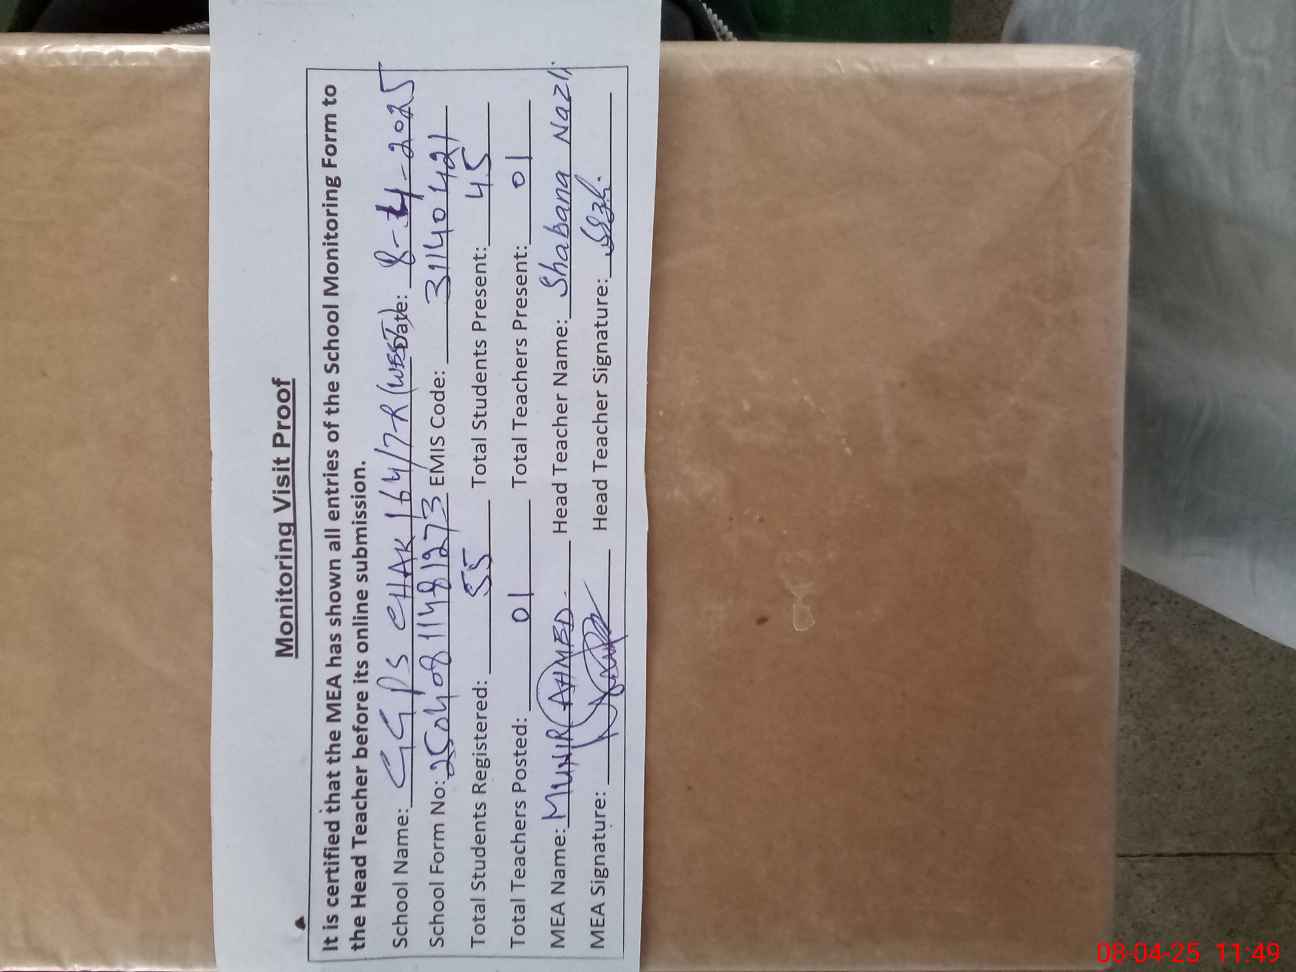 Monitoring Visit Proof
It is certified that the MEA has shown all entries of the School Monitoring Form to
the Head Teacher before its online submission.
School Name: GGPS CHAK 164/7-R (WEST) Date: 8-4-2025
School Form No: 25040811481273 EMIS Code: 31140421
Total Students Registered: 55 Total Students Present: 45
Total Teachers Posted: 01 Total Teachers Present: 01
MEA Name: MUNIR AHMED Head Teacher Name: Shabana Nazli
MEA Signature: Head Teacher Signature:
08-04-25 11:49